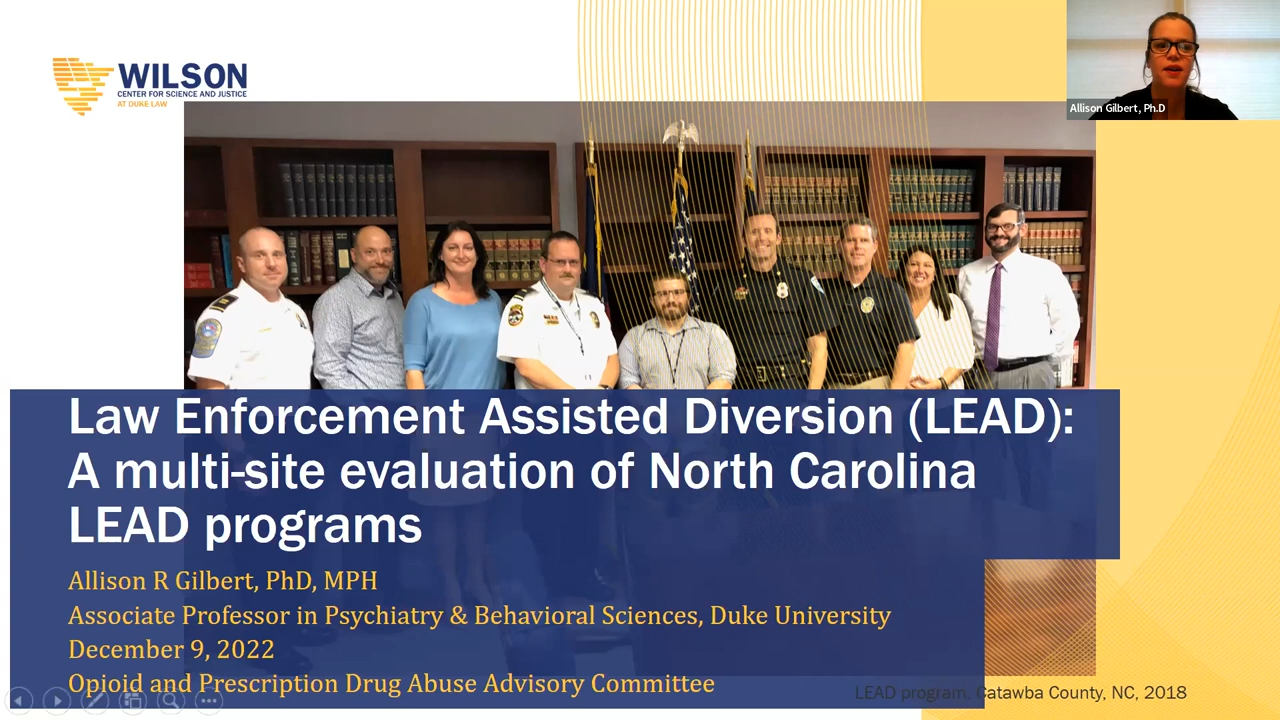 WILSON
CENTER FOR SCIENCE AND JUSTICE
AT DUKE LAW
Allison Gilbert, Ph.D
Law Enforcement Assisted Diversion (LEAD):
A multi-site evaluation of North Carolina
LEAD programs
Allison R Gilbert, PhD, MPH
Associate Professor in Psychiatry & Behavioral Sciences, Duke University
December 9, 2022
Opioid and Prescription Drug Abuse Advisory Committee
LEAD program, Catawba County, NC, 2018